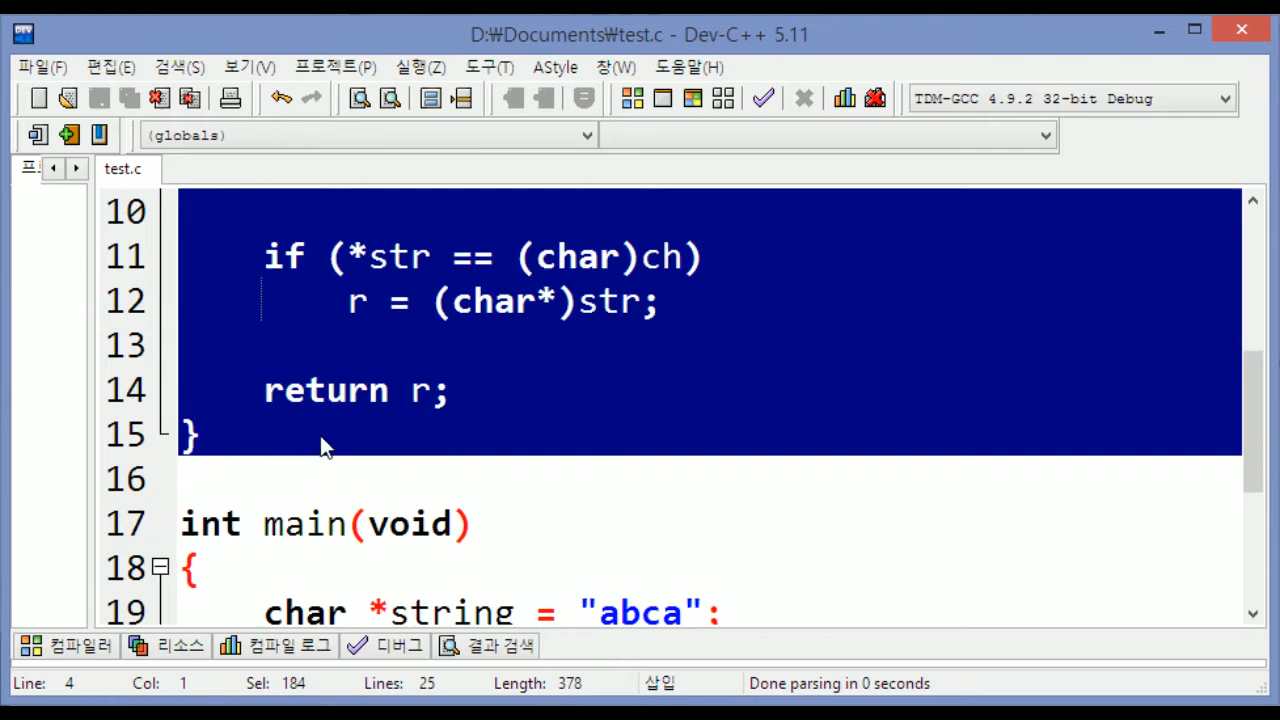 D:\Documents\test.c - Dev-C++ 5.11
파일(F) 편집(E) 검색(S) 보기(V) 프로젝트(P) 실행(Z) 도구(T) AStyle 창(W) 도움말(H)
TDM-GCC 4.9.2 32-bit Debug
(globals)
test.c
10
11 if (*str == (char)ch)
12 r = (char*)str;
13
14 return r;
15 }
16
17 int main(void)
18 {
19 char *string = "abca";
컴파일러 리소스 컴파일 로그 디버그 결과 검색
Line: 4 Col: 1 Sel: 184 Lines: 25 Length: 378 삽입 Done parsing in 0 seconds